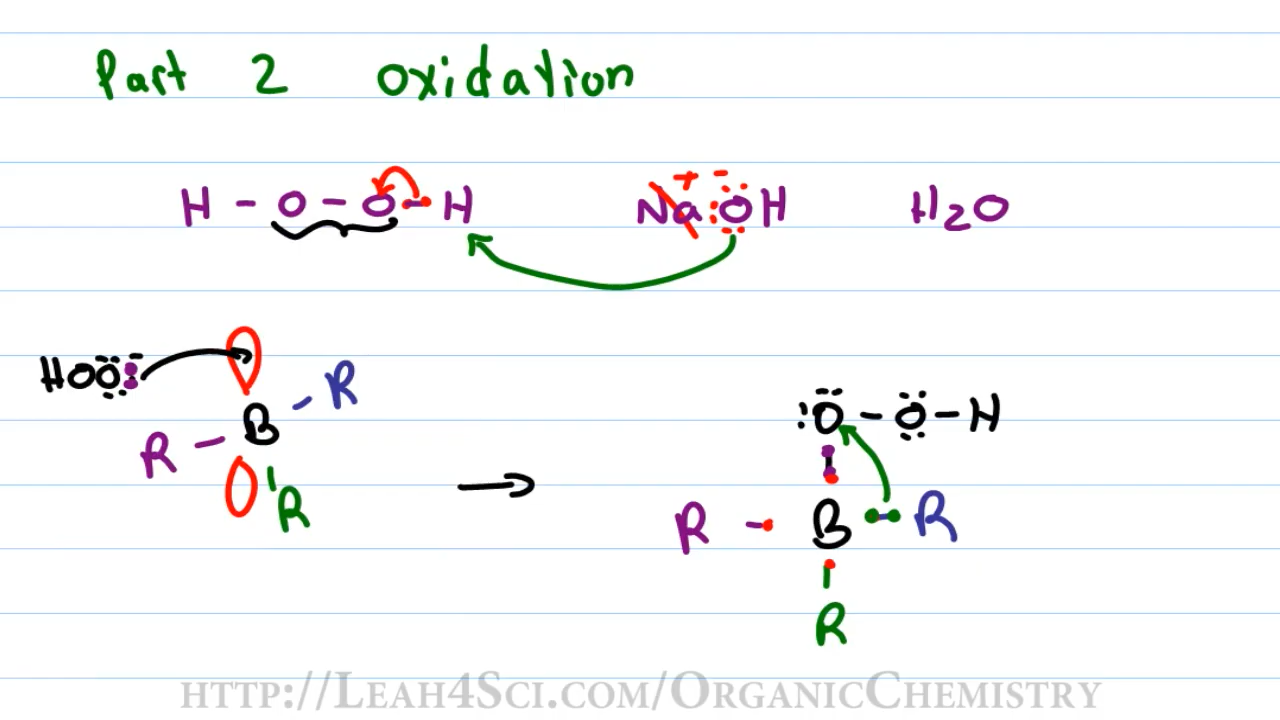 Part 2 Oxidation
H - O - O - H Na+ -OH H2O
HOO:- R
B
R
R
:O - O - H
R - B - R
R
HTTP://LEAH4SCI.COM/ORGANICCHEMISTRY